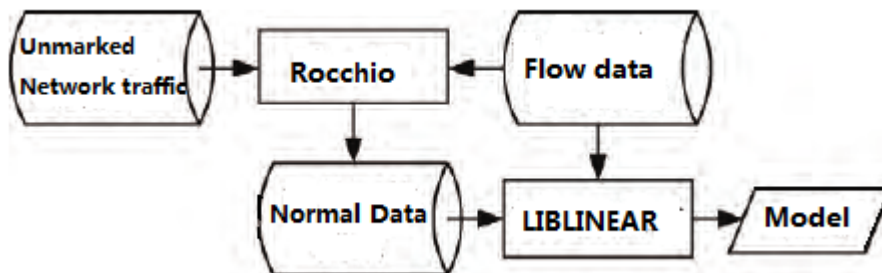 Unmarked
Network traffic
Rocchio
Flow data
Normal Data
LIBLINEAR
Model